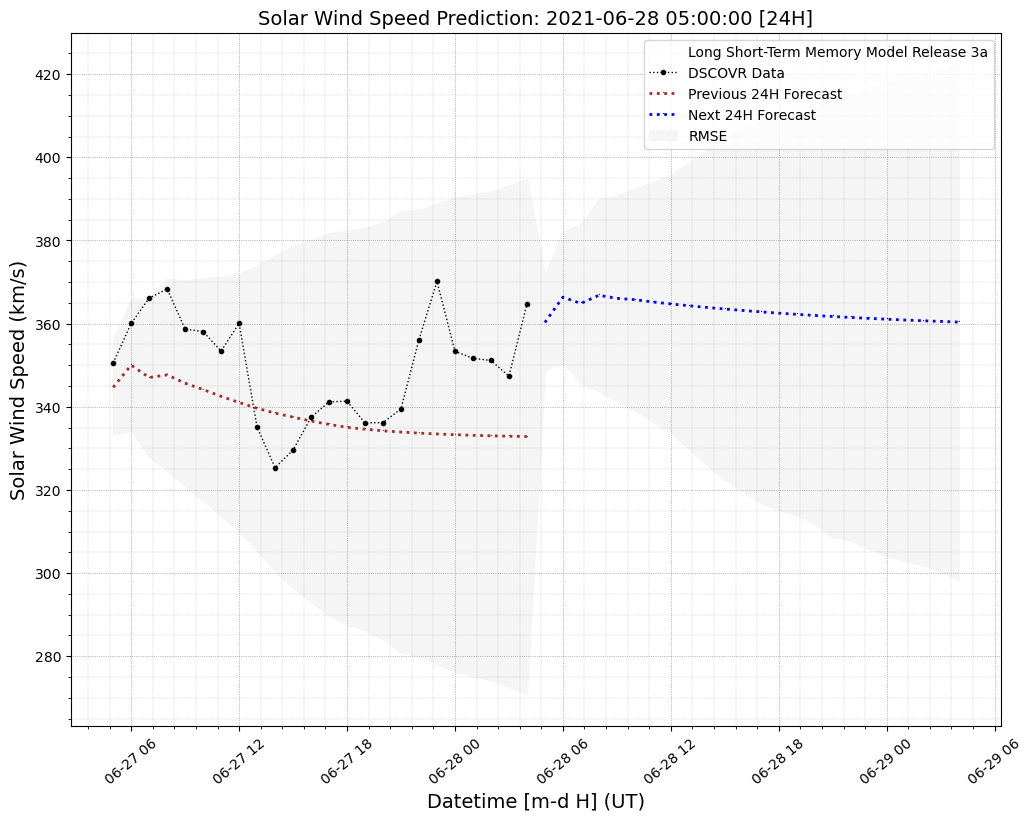 Solar Wind Speed Prediction: 2021-06-28 05:00:00 [24H]
Long Short-Term Memory Model Release 3a
DSCOVR Data
Previous 24H Forecast
Next 24H Forecast
RMSE
Solar Wind Speed (km/s)
420
400
380
360
340
320
300
280
06-27 06
06-27 12
06-27 18
06-28 00
06-28 06
06-28 12
06-28 18
06-29 00
06-29 06
Datetime [m-d H] (UT)